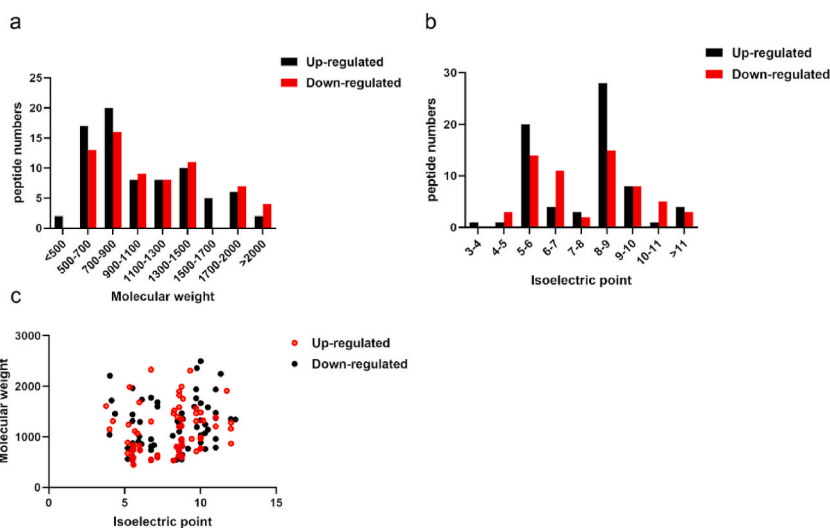 a
Up-regulated
Down-regulated
peptide numbers
25
20
15
10
5
0
<500
500-700
700-900
900-1100
1100-1300
1300-1500
1500-1700
1700-2000
>2000
Molecular weight
b
Up-regulated
Down-regulated
peptide numbers
30
20
10
0
3-4
4-5
5-6
6-7
7-8
8-9
9-10
10-11
>11
Isoelectric point
c
Up-regulated
Down-regulated
Molecular weight
3000
2000
1000
0
0
5
10
15
Isoelectric point